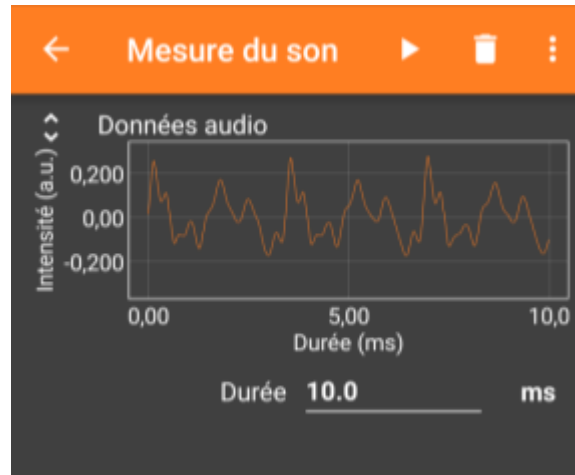 Mesure du son
Données audio
Intensité (a.u.)
0,200
0,00
-0,200
0,00 5,00 10,0
Durée (ms)
Durée 10.0 ms